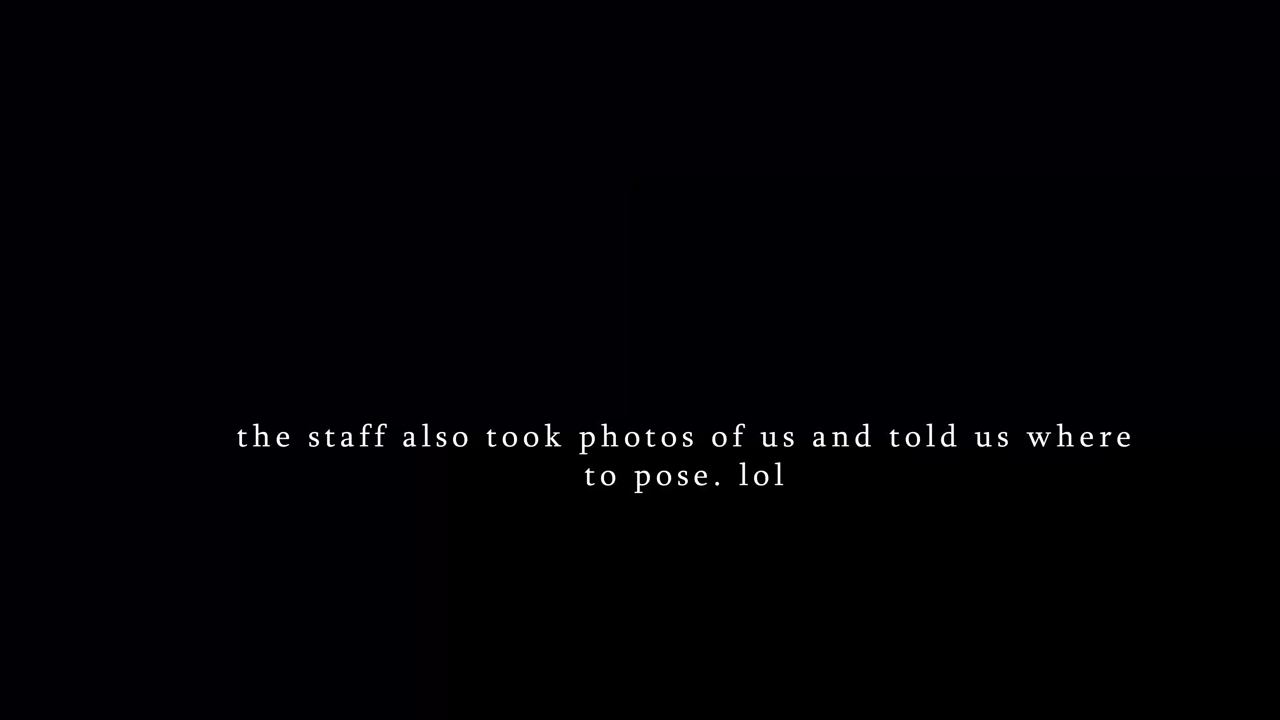 the staff also took photos of us and told us where
to pose. lol